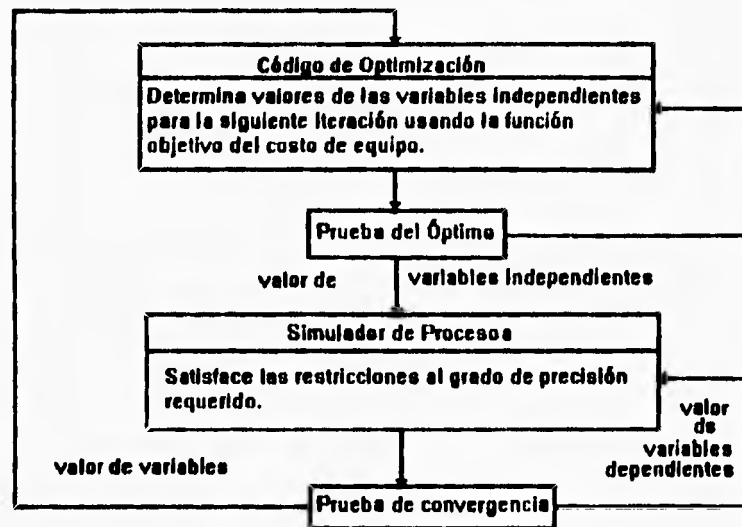 Código de Optimización
Determina valores de las variables independientes
para la siguiente iteración usando la función
objetivo del costo de equipo.
Prueba del Óptimo
valor de variables independientes
Simulador de Procesos
Satisface las restricciones al grado de precisión
requerido.
valor
de
variables
dependientes
valor de variables
Prueba de convergencia